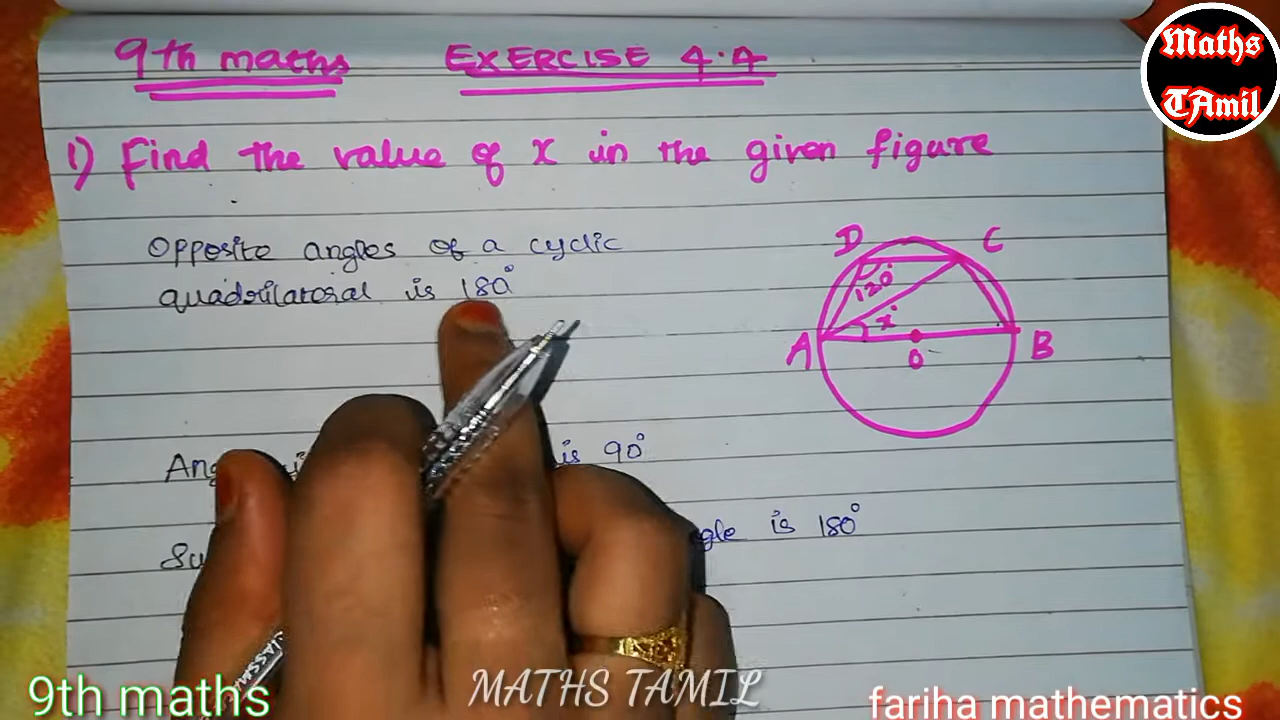 9th maths EXERCISE 4.4
1) Find the value of x in the given figure
Opposite angles of a cyclic
quadrilateral is 180°
is 90°
is 180°
D C
120°
x°
A O B
Maths
TAmil
9th maths
MATHS TAMIL
fariha mathematics